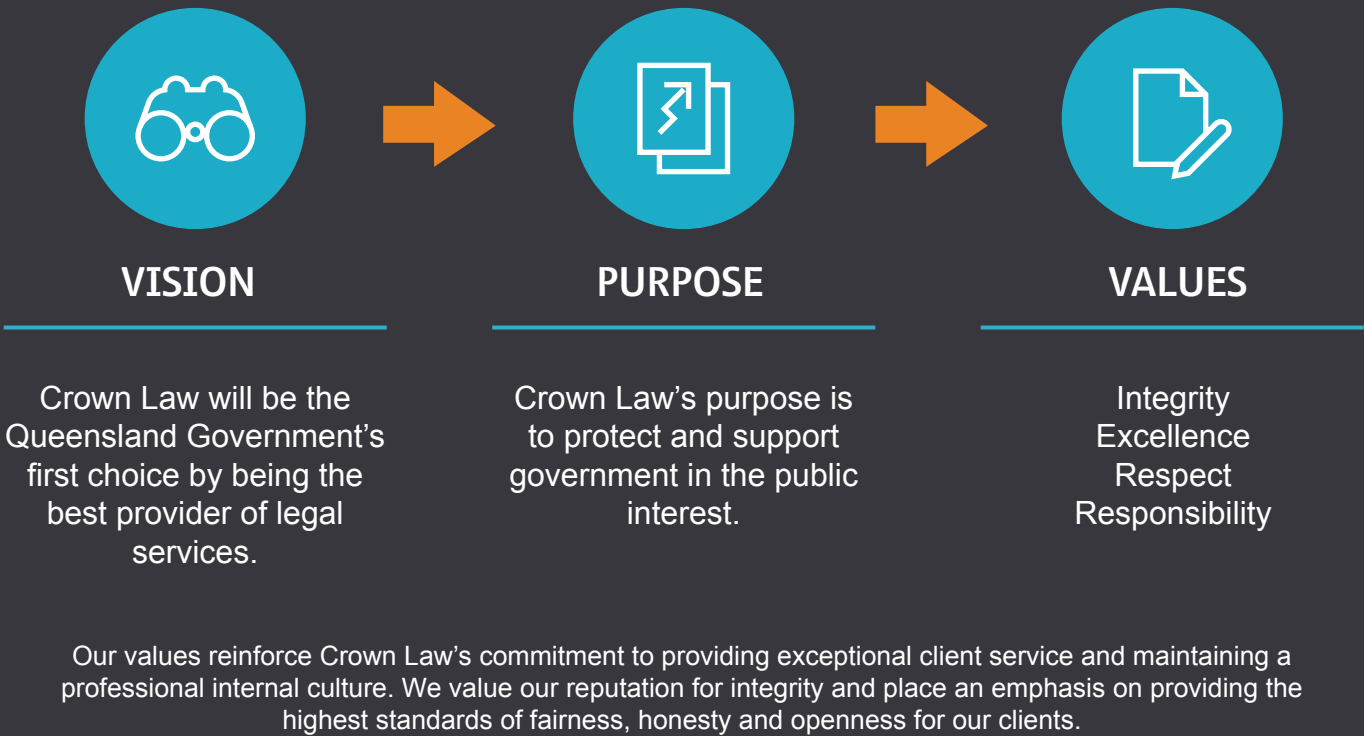 VISION
Crown Law will be the
Queensland Government's
first choice by being the
best provider of legal
services.
PURPOSE
Crown Law's purpose is
to protect and support
government in the public
interest.
VALUES
Integrity
Excellence
Respect
Responsibility
Our values reinforce Crown Law's commitment to providing exceptional client service and maintaining a
professional internal culture. We value our reputation for integrity and place an emphasis on providing the
highest standards of fairness, honesty and openness for our clients.